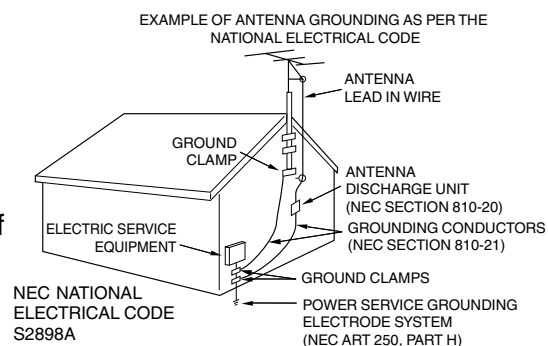 EXAMPLE OF ANTENNA GROUNDING AS PER THE
NATIONAL ELECTRICAL CODE
ANTENNA
LEAD IN WIRE
GROUND
CLAMP
ANTENNA
DISCHARGE UNIT
(NEC SECTION 810-20)
f
ELECTRIC SERVICE
EQUIPMENT
GROUNDING CONDUCTORS
(NEC SECTION 810-21)
GROUND CLAMPS
NEC NATIONAL
ELECTRICAL CODE
S2898A
POWER SERVICE GROUNDING
ELECTRODE SYSTEM
(NEC ART 250, PART H)